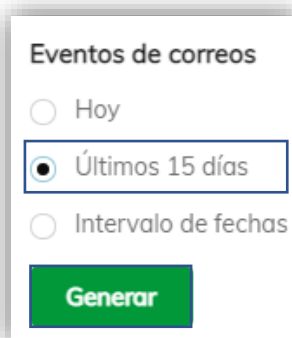 Eventos de correos
Hoy
Últimos 15 días
Intervalo de fechas
Generar